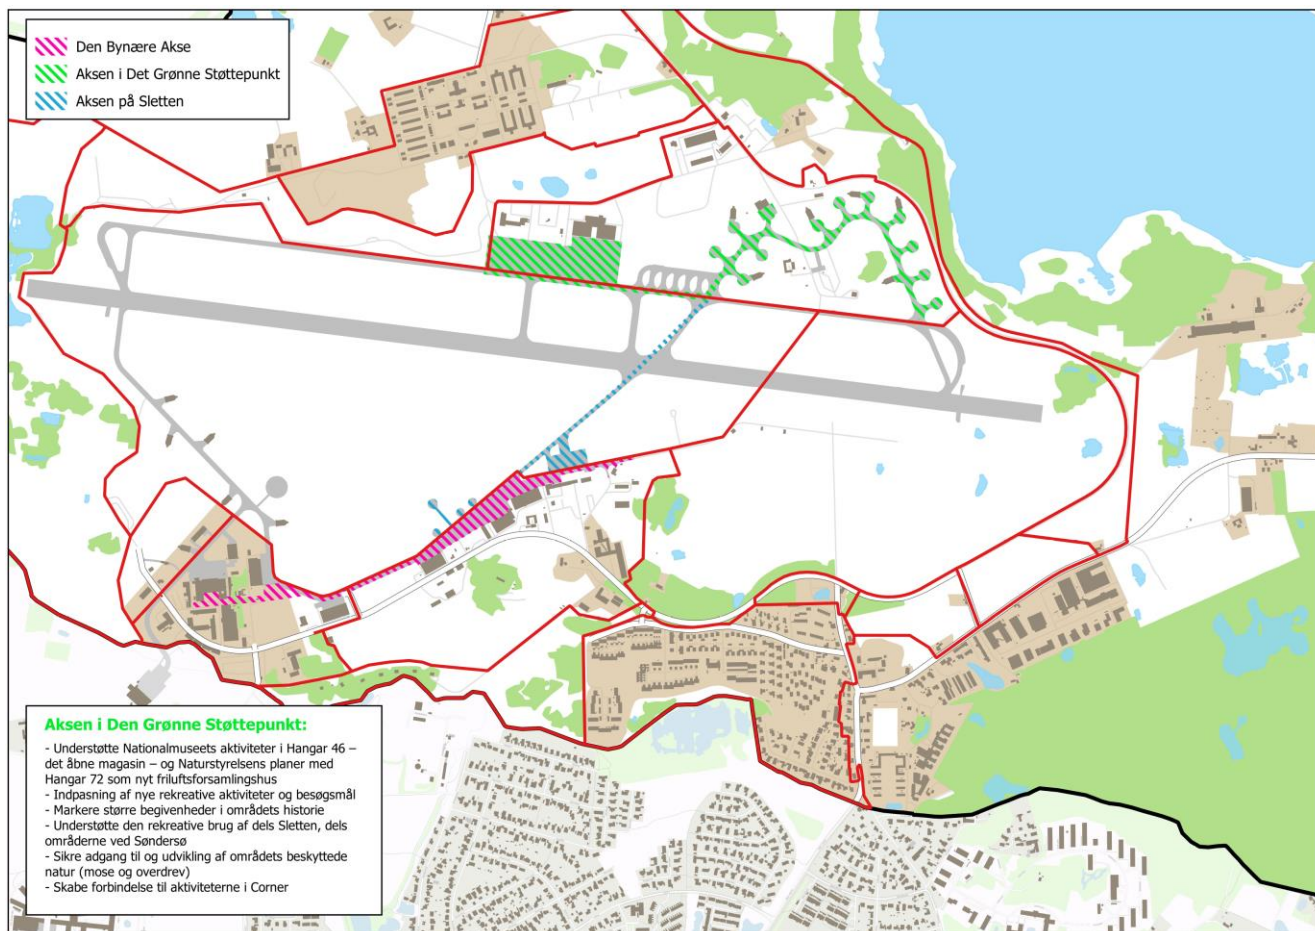 Den Bynære Akse
Aksen i Det Grønne Støttepunkt
Aksen på Sletten
Aksen i Den Grønne Støttepunkt:
- Understøtte Nationalmuseets aktiviteter i Hangar 46 –
det åbne magasin – og Naturstyrelsens planer med
Hangar 72 som nyt friluftsforsamlingshus
- Indpasning af nye rekreative aktiviteter og besøgsmål
- Markere større begivenheder i områdets historie
- Understøtte den rekreative brug af dels Sletten, dels
områderne ved Søndersø
- Sikre adgang til og udvikling af områdets beskyttede
natur (mose og overdrev)
- Skabe forbindelse til aktiviteterne i Corner